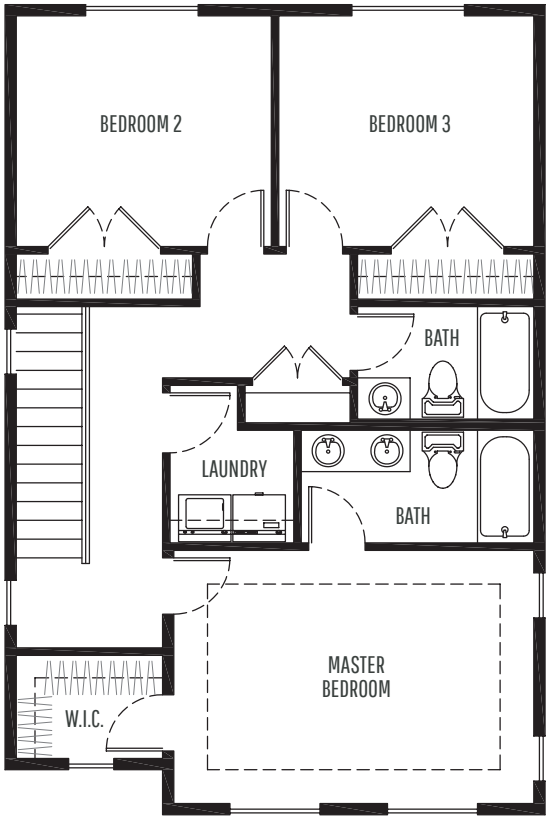 BEDROOM 2
BEDROOM 3
BATH
LAUNDRY
BATH
MASTER
BEDROOM
W.I.C.